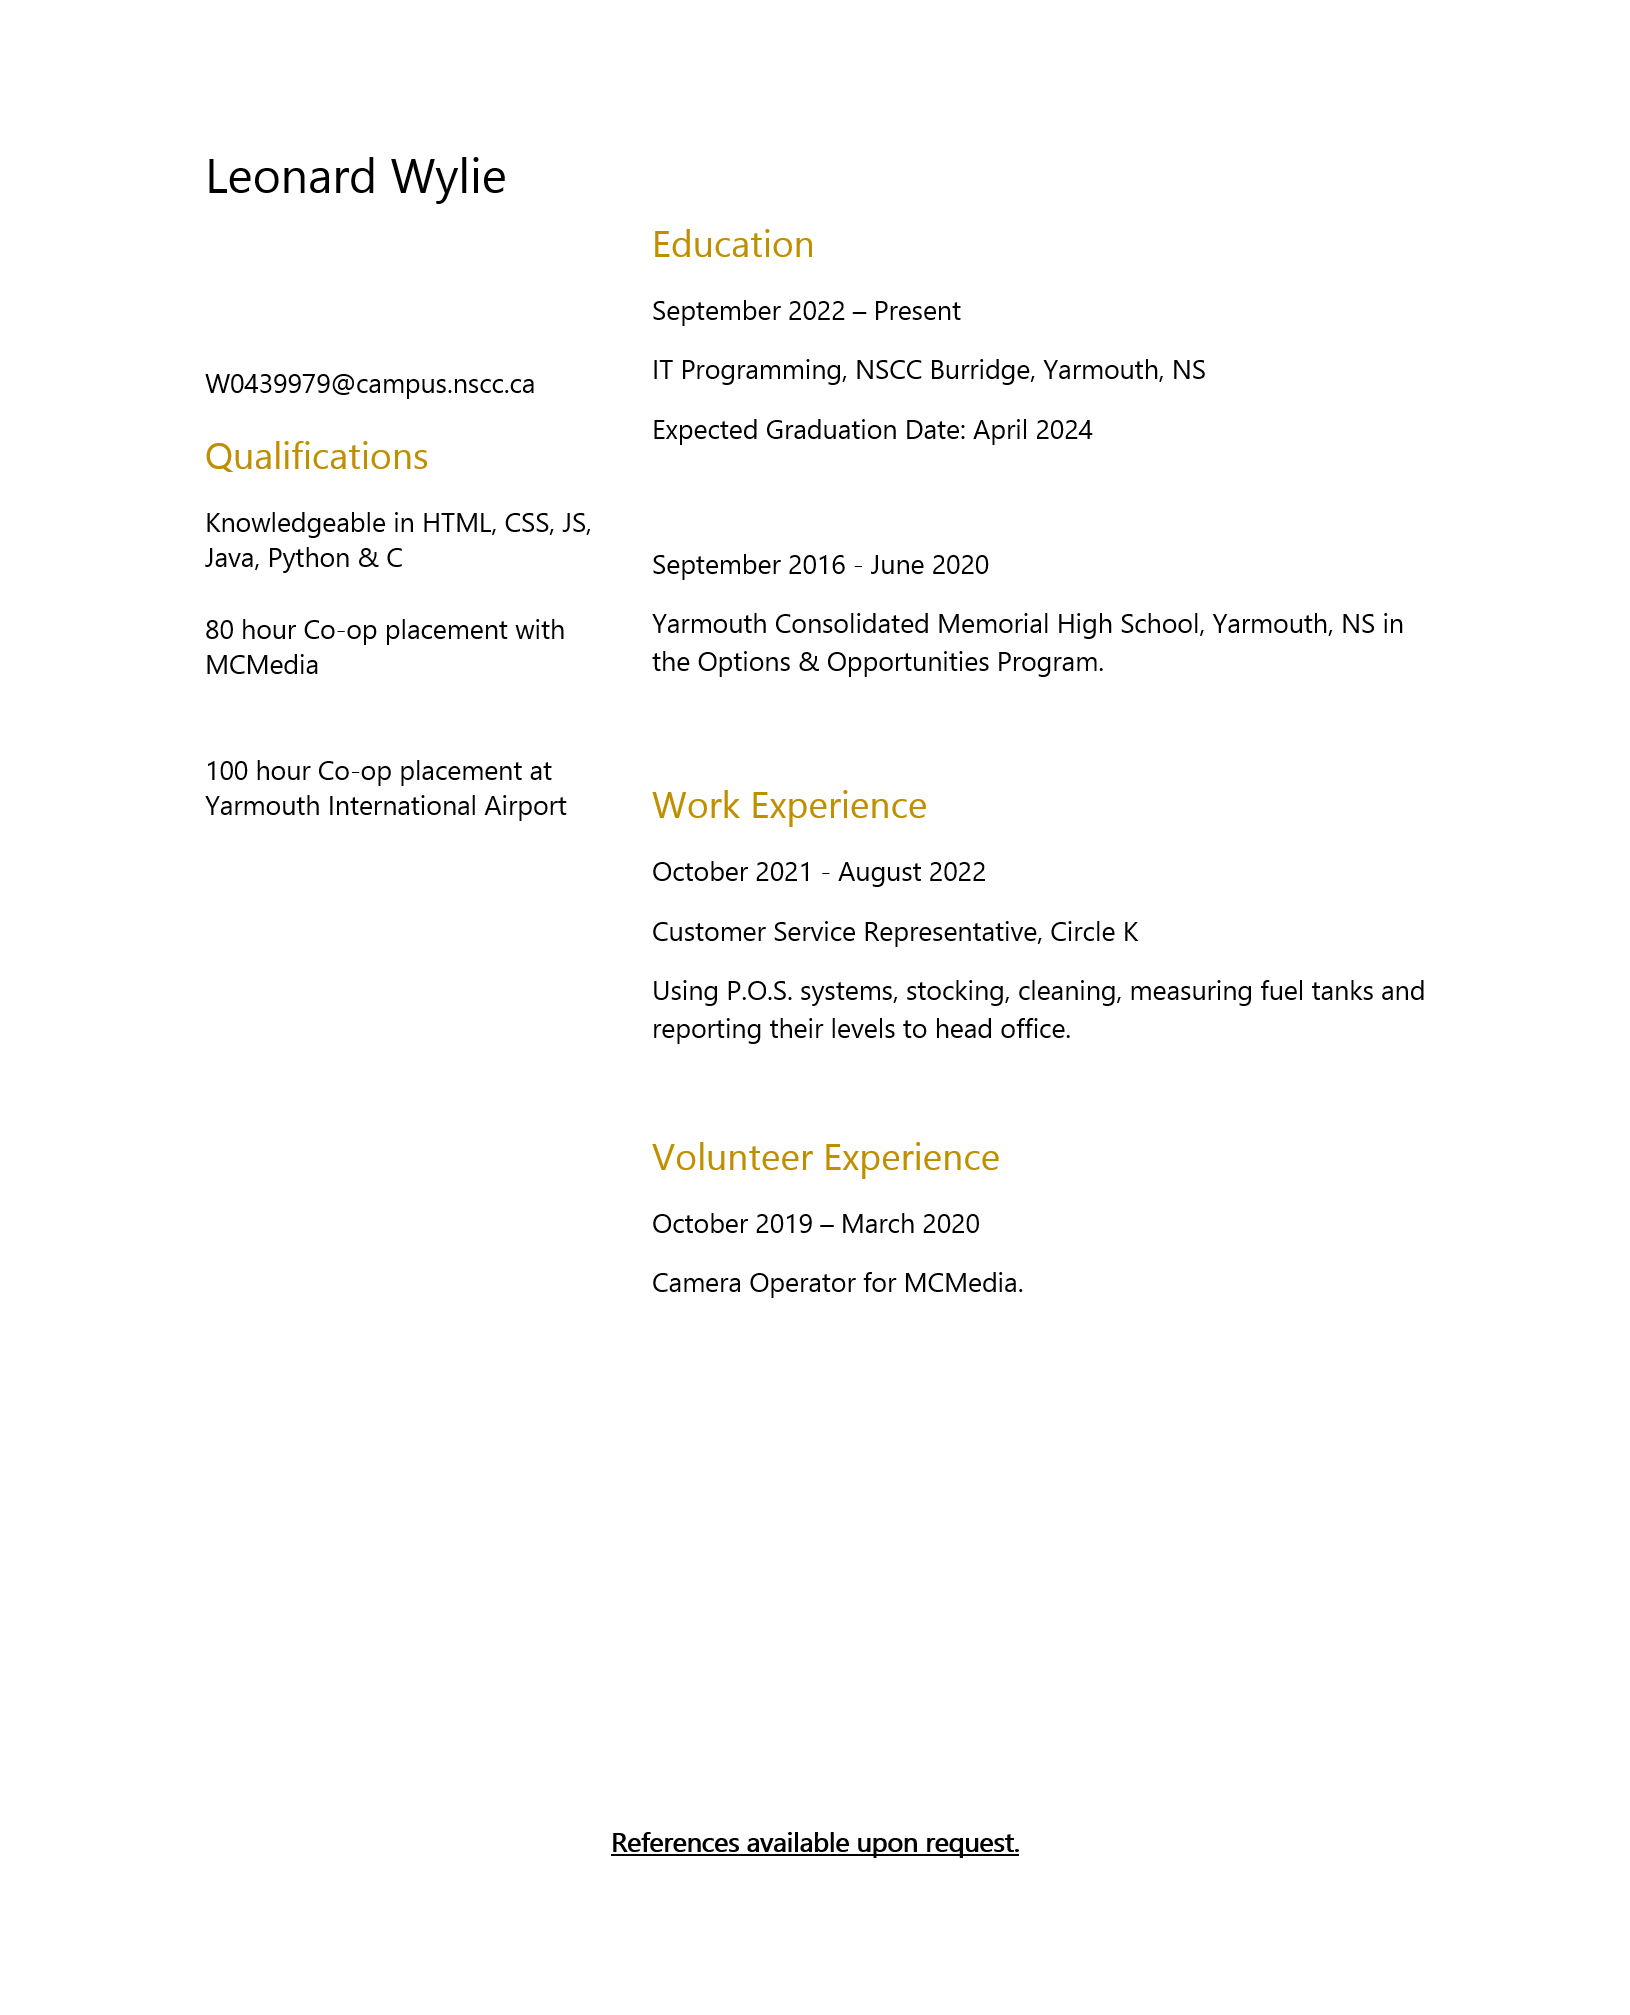 Leonard Wylie
W0439979@campus.nscc.ca
Qualifications
Knowledgeable in HTML, CSS, JS,
Java, Python & C
80 hour Co-op placement with
MCMedia
100 hour Co-op placement at
Yarmouth International Airport
Education
September 2022 – Present
IT Programming, NSCC Burridge, Yarmouth, NS
Expected Graduation Date: April 2024
September 2016 - June 2020
Yarmouth Consolidated Memorial High School, Yarmouth, NS in
the Options & Opportunities Program.
Work Experience
October 2021 - August 2022
Customer Service Representative, Circle K
Using P.O.S. systems, stocking, cleaning, measuring fuel tanks and
reporting their levels to head office.
Volunteer Experience
October 2019 – March 2020
Camera Operator for MCMedia.
References available upon request.